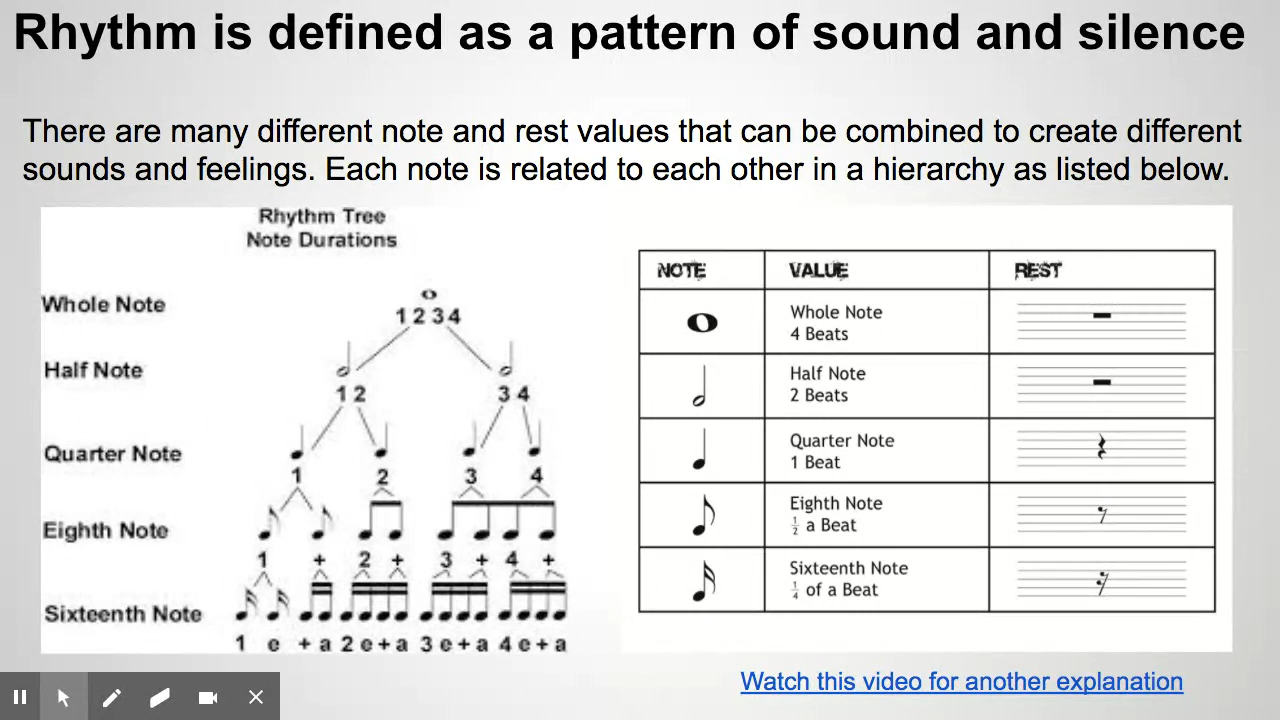 Rhythm is defined as a pattern of sound and silence
There are many different note and rest values that can be combined to create different
sounds and feelings. Each note is related to each other in a hierarchy as listed below.
Rhythm Tree
Note Durations
Whole Note
1 2 3 4
Half Note
1 2 3 4
Quarter Note
1 2 3 4
Eighth Note
1 + 2 + 3 + 4 +
Sixteenth Note
1 e + a 2 e + a 3 e + a 4 e + a
NOTE VALUE REST
Whole Note
4 Beats
Half Note
2 Beats
Quarter Note
1 Beat
Eighth Note
½ a Beat
Sixteenth Note
¼ of a Beat
Watch this video for another explanation